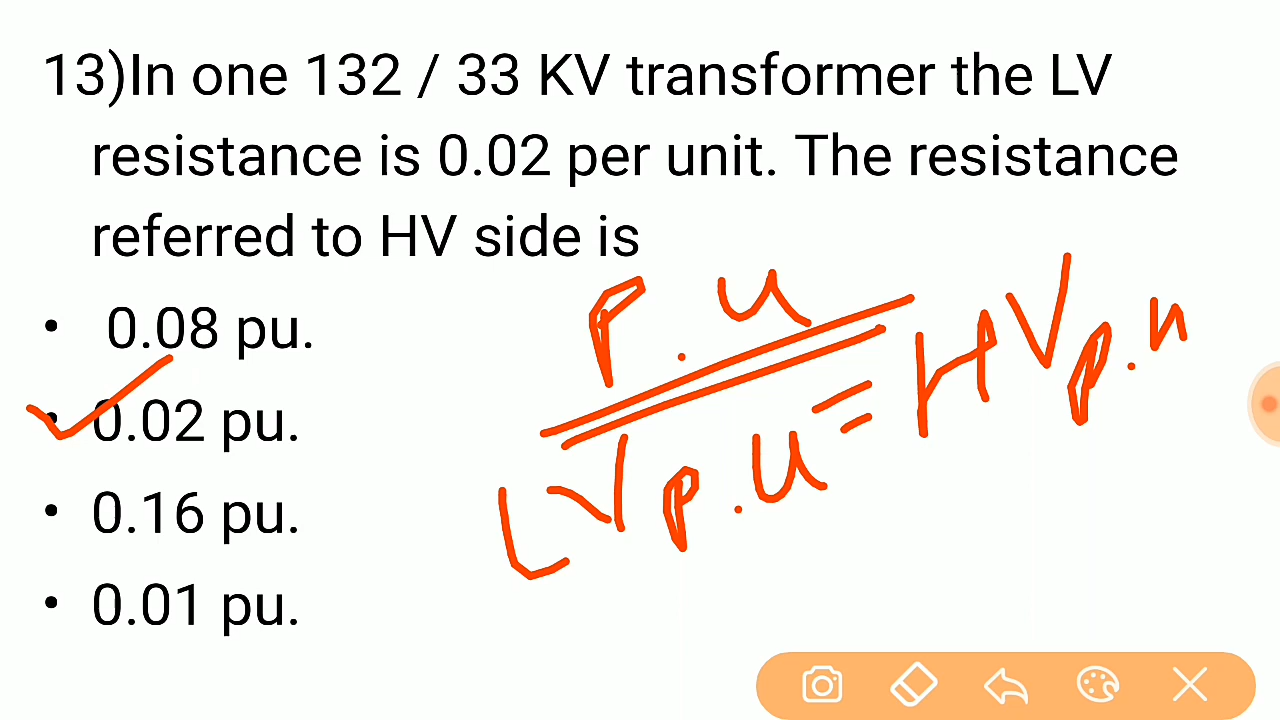 13)In one 132 / 33 KV transformer the LV
resistance is 0.02 per unit. The resistance
referred to HV side is
• 0.08 pu.
• 0.02 pu.
• 0.16 pu.
• 0.01 pu.
P.u
LV p.u = HV p.u